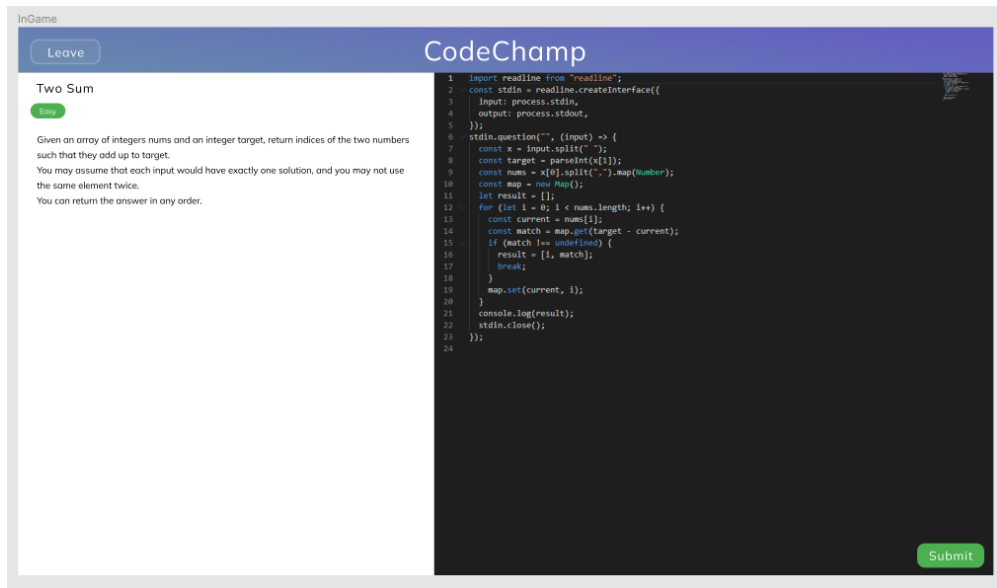 InGame
Leave
CodeChamp
Two Sum
Easy
Given an array of integers nums and an integer target, return indices of the two numbers
such that they add up to target.
You may assume that each input would have exactly one solution, and you may not use
the same element twice.
You can return the answer in any order.
1 import readline from "readline";
2 const stdin = readline.createInterface({
3 input: process.stdin,
4 output: process.stdout,
5 });
6 stdin.question("", (input) => {
7 const x = input.split(" ");
8 const target = parseInt(x[1]);
9 const nums = x[0].split(",").map(Number);
10 const map = new Map();
11 let result = [];
12 for (let i = 0; i < nums.length; i++) {
13 const current = nums[i];
14 const match = map.get(target - current);
15 if (match !== undefined) {
16 result = [i, match];
17 break;
18 }
19 map.set(current, i);
20 }
21 console.log(result);
22 stdin.close();
23 });
24
Submit